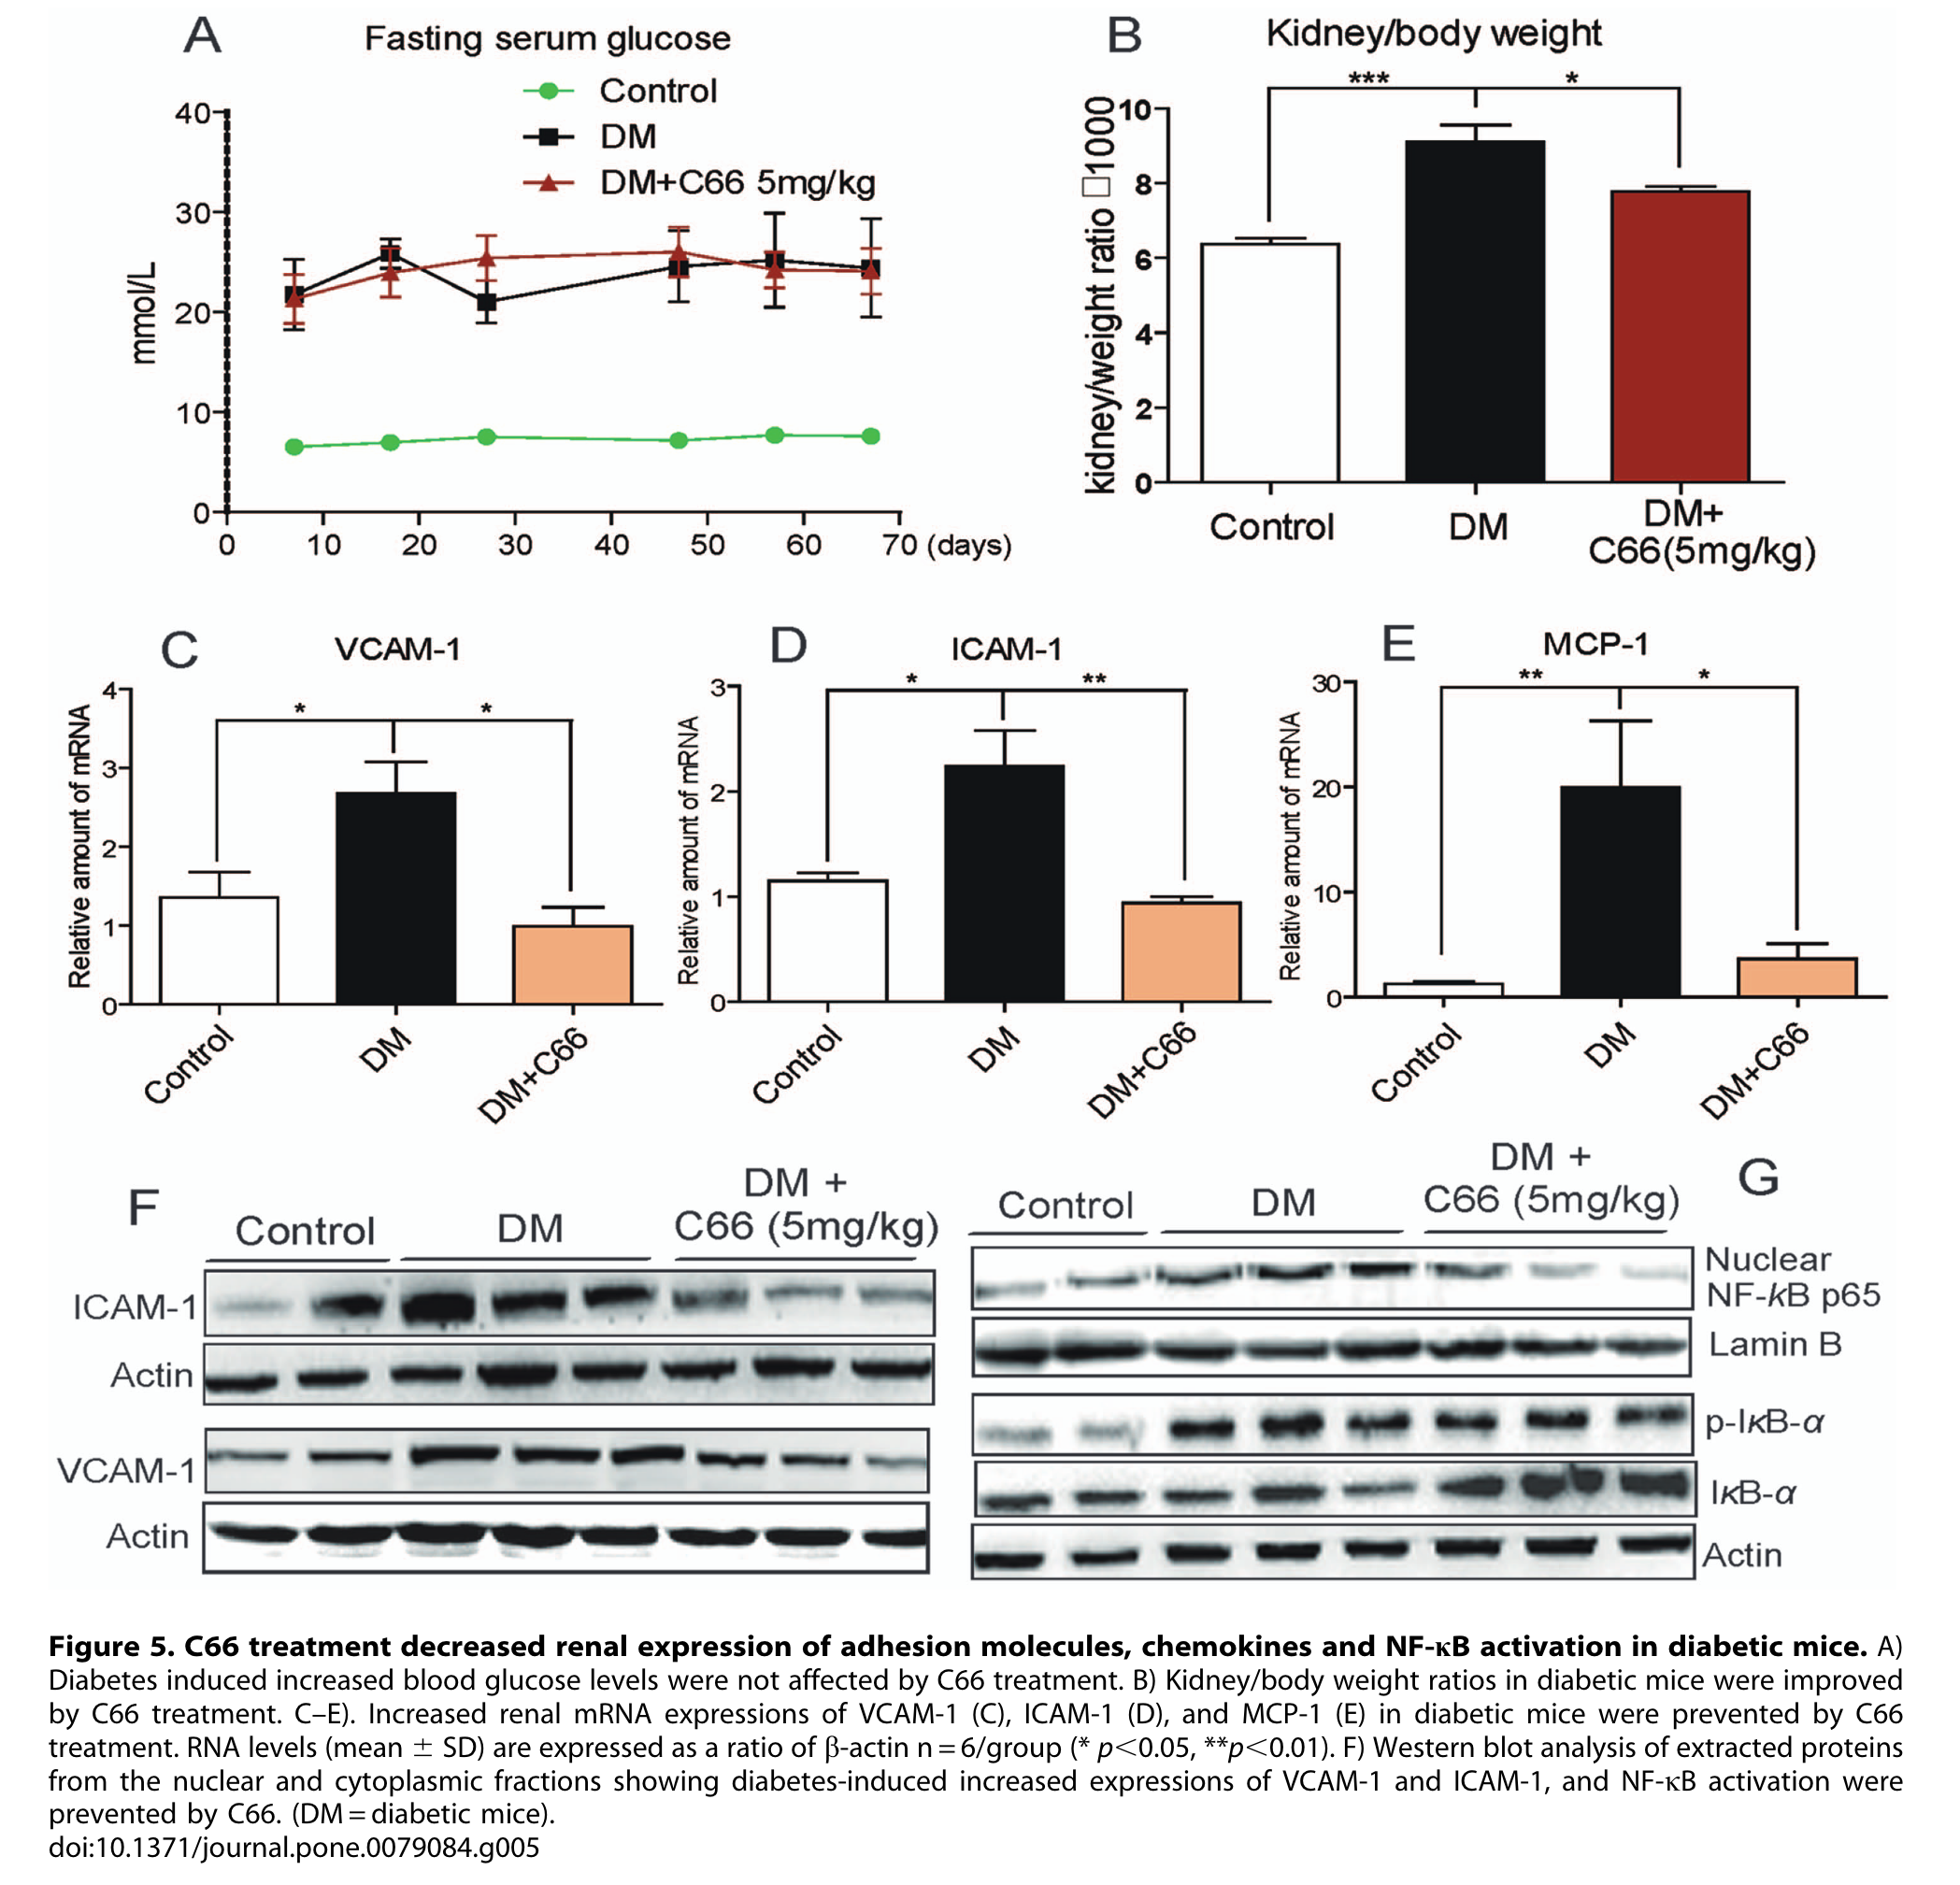 A
Fasting serum glucose
Control
DM
DM+C66 5mg/kg
mmol/L
40
30
20
10
0
0 10 20 30 40 50 60 70 (days)
B
Kidney/body weight
*** *
kidney/weight ratio □1000
10
8
6
4
2
0
Control
DM
DM+
C66(5mg/kg)
C
VCAM-1
* *
Relative amount of mRNA
4
3
2
1
0
Control
DM
DM+C66
D
ICAM-1
* **
Relative amount of mRNA
3
2
1
0
Control
DM
DM+C66
E
MCP-1
** *
Relative amount of mRNA
30
20
10
0
Control
DM
DM+C66
F
Control
DM
DM +
C66 (5mg/kg)
ICAM-1
Actin
VCAM-1
Actin
G
Control
DM
DM +
C66 (5mg/kg)
Nuclear
NF-kB p65
Lamin B
p-IκB-α
IκB-α
Actin
Figure 5. C66 treatment decreased renal expression of adhesion molecules, chemokines and NF-κB activation in diabetic mice. A)
Diabetes induced increased blood glucose levels were not affected by C66 treatment. B) Kidney/body weight ratios in diabetic mice were improved
by C66 treatment. C–E). Increased renal mRNA expressions of VCAM-1 (C), ICAM-1 (D), and MCP-1 (E) in diabetic mice were prevented by C66
treatment. RNA levels (mean ± SD) are expressed as a ratio of β-actin n = 6/group (* p<0.05, **p<0.01). F) Western blot analysis of extracted proteins
from the nuclear and cytoplasmic fractions showing diabetes-induced increased expressions of VCAM-1 and ICAM-1, and NF-κB activation were
prevented by C66. (DM = diabetic mice).
doi:10.1371/journal.pone.0079084.g005